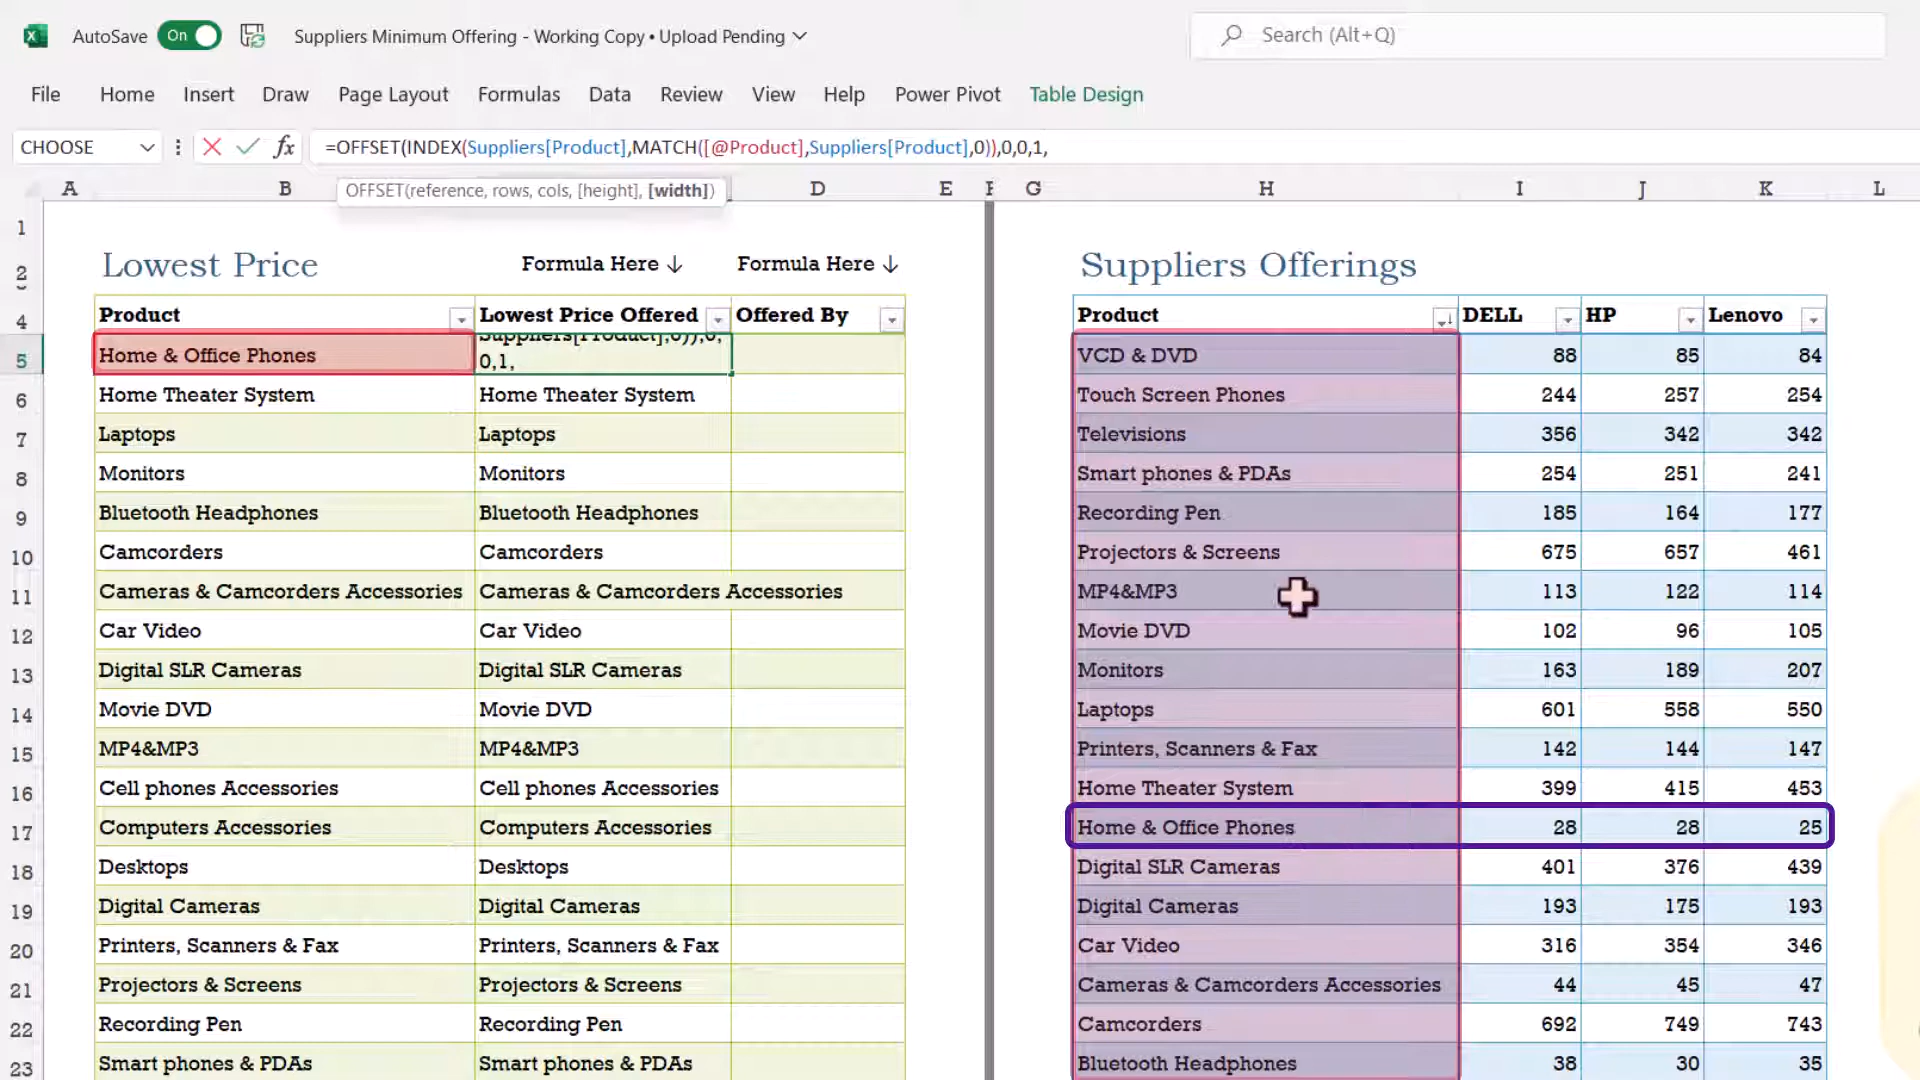 AutoSave On Suppliers Minimum Offering - Working Copy • Upload Pending Search (Alt+Q)
File Home Insert Draw Page Layout Formulas Data Review View Help Power Pivot Table Design
CHOOSE fx =OFFSET(INDEX(Suppliers[Product],MATCH([@Product],Suppliers[Product],0)),0,0,1,
OFFSET(reference, rows, cols, [height], [width])
A B D E F G H I J K L
1
2 Lowest Price Formula Here ↓ Formula Here ↓ Suppliers Offerings
4 Product Lowest Price Offered Offered By Product DELL HP Lenovo
Suppliers[Product],0)),0,
5 Home & Office Phones 0,1, VCD & DVD 88 85 84
6 Home Theater System Home Theater System Touch Screen Phones 244 257 254
7 Laptops Laptops Televisions 356 342 342
8 Monitors Monitors Smart phones & PDAs 254 251 241
9 Bluetooth Headphones Bluetooth Headphones Recording Pen 185 164 177
10 Camcorders Camcorders Projectors & Screens 675 657 461
11 Cameras & Camcorders Accessories Cameras & Camcorders Accessories MP4&MP3 113 122 114
12 Car Video Car Video Movie DVD 102 96 105
13 Digital SLR Cameras Digital SLR Cameras Monitors 163 189 207
14 Movie DVD Movie DVD Laptops 601 558 550
15 MP4&MP3 MP4&MP3 Printers, Scanners & Fax 142 144 147
16 Cell phones Accessories Cell phones Accessories Home Theater System 399 415 453
17 Computers Accessories Computers Accessories Home & Office Phones 28 28 25
18 Desktops Desktops Digital SLR Cameras 401 376 439
19 Digital Cameras Digital Cameras Digital Cameras 193 175 193
20 Printers, Scanners & Fax Printers, Scanners & Fax Car Video 316 354 346
21 Projectors & Screens Projectors & Screens Cameras & Camcorders Accessories 44 45 47
22 Recording Pen Recording Pen Camcorders 692 749 743
23 Smart phones & PDAs Smart phones & PDAs Bluetooth Headphones 38 30 35